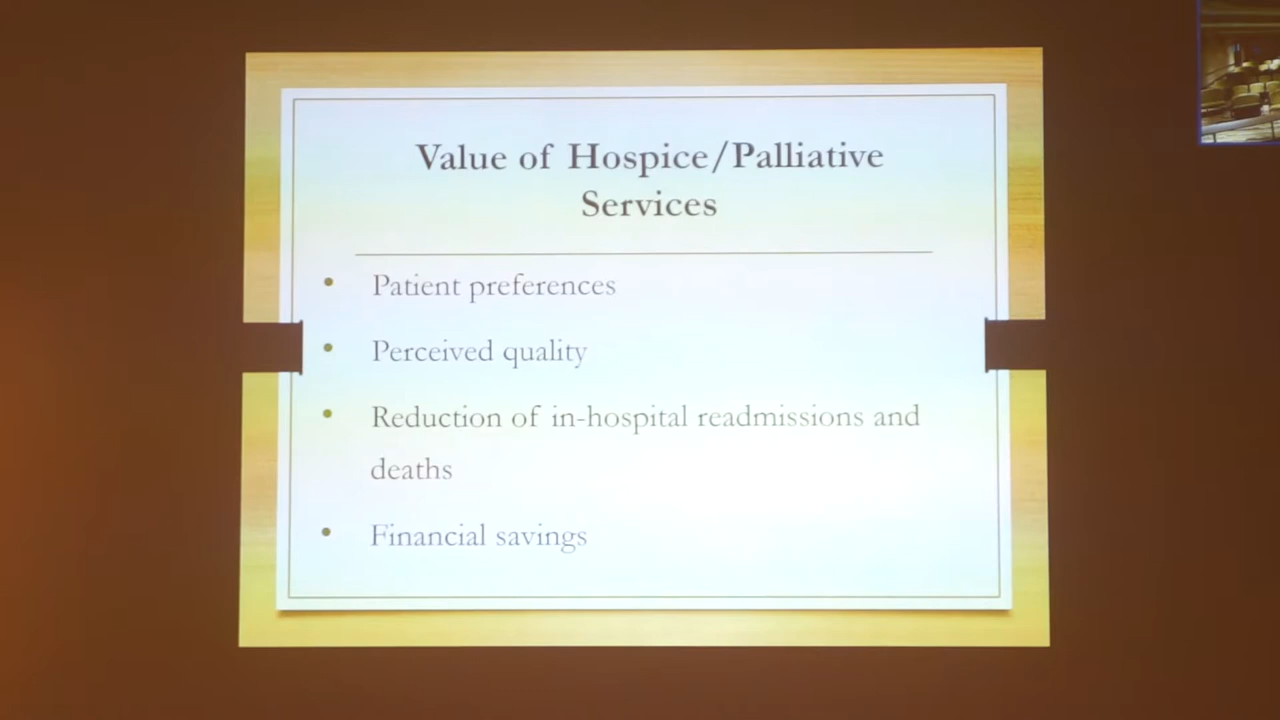 Value of Hospice/Palliative
Services
• Patient preferences
• Perceived quality
• Reduction of in-hospital readmissions and
deaths
• Financial savings